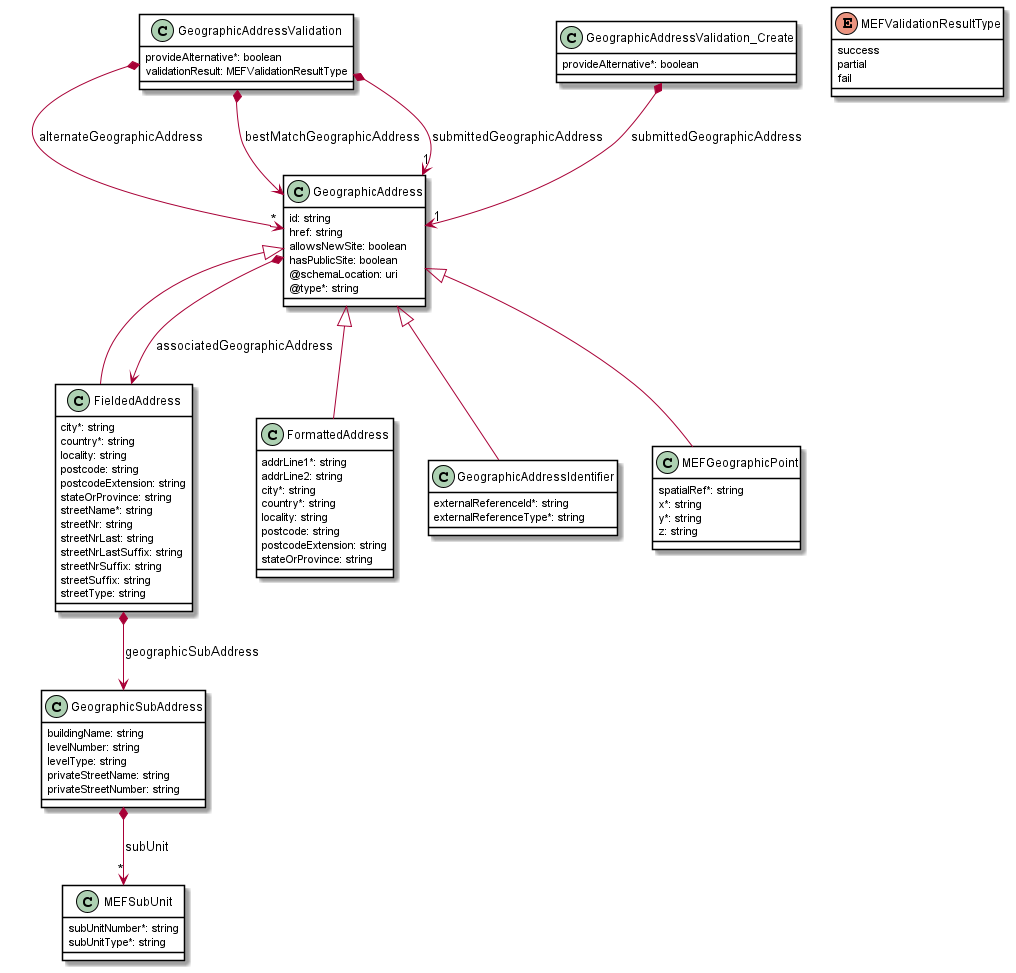 C GeographicAddressValidation
provideAlternative*: boolean
validationResult: MEFValidationResultType
C GeographicAddressValidation_Create
provideAlternative*: boolean
E MEFValidationResultType
success
partial
fail
alternateGeographicAddress
bestMatchGeographicAddress
submittedGeographicAddress
submittedGeographicAddress
1
*
1
C GeographicAddress
id: string
href: string
allowsNewSite: boolean
hasPublicSite: boolean
@schemaLocation: uri
@type*: string
associatedGeographicAddress
C FieldedAddress
city*: string
country*: string
locality: string
postcode: string
postcodeExtension: string
stateOrProvince: string
streetName*: string
streetNr: string
streetNrLast: string
streetNrLastSuffix: string
streetNrSuffix: string
streetSuffix: string
streetType: string
C FormattedAddress
addrLine1*: string
addrLine2: string
city*: string
country*: string
locality: string
postcode: string
postcodeExtension: string
stateOrProvince: string
C GeographicAddressIdentifier
externalReferenceId*: string
externalReferenceType*: string
C MEFGeographicPoint
spatialRef*: string
x*: string
y*: string
z: string
geographicSubAddress
C GeographicSubAddress
buildingName: string
levelNumber: string
levelType: string
privateStreetName: string
privateStreetNumber: string
subUnit
*
C MEFSubUnit
subUnitNumber*: string
subUnitType*: string